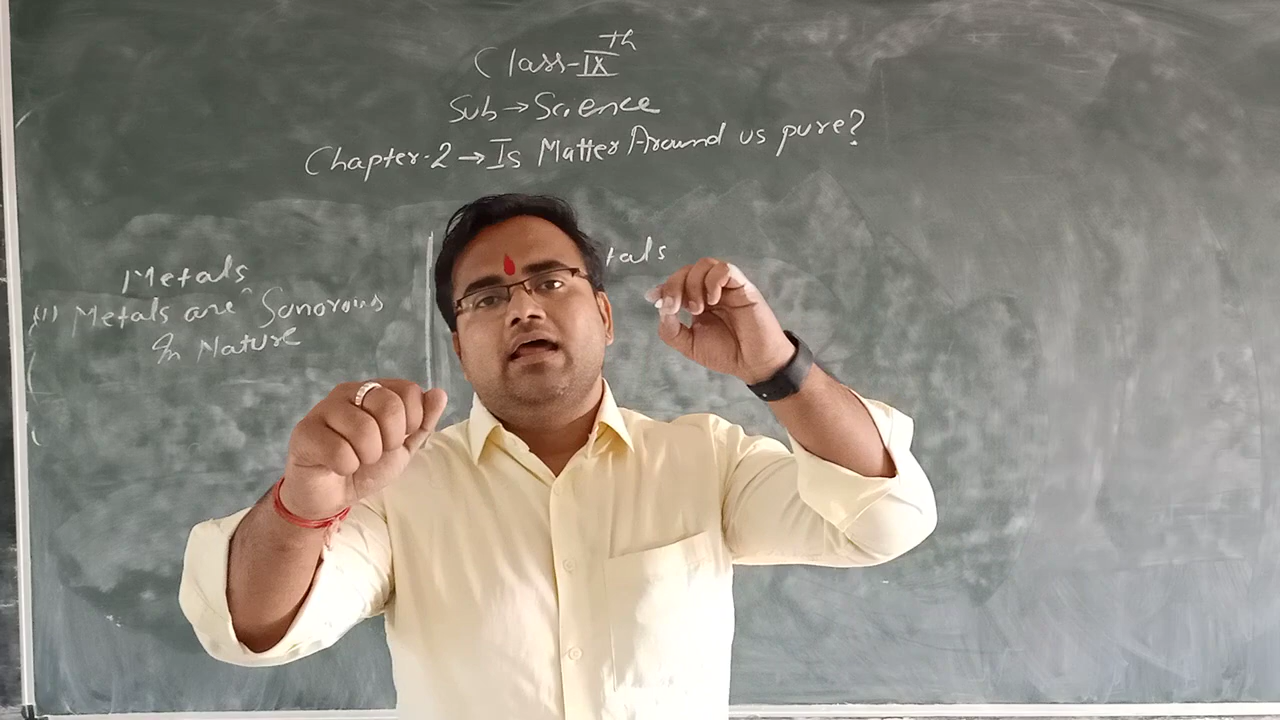 Class-IXth
Sub→Science
Chapter-2→Is Matter Around us pure?
Metals
tals
(1) Metals are Sonorous
In Nature